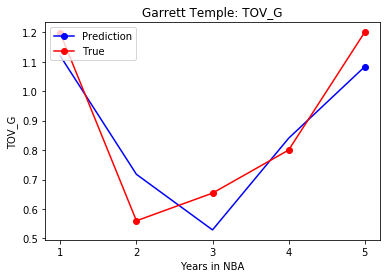 Garrett Temple: TOV_G
Prediction
True
1.2
1.1
1.0
0.9
0.8
0.7
0.6
0.5
TOV_G
1 2 3 4 5
Years in NBA